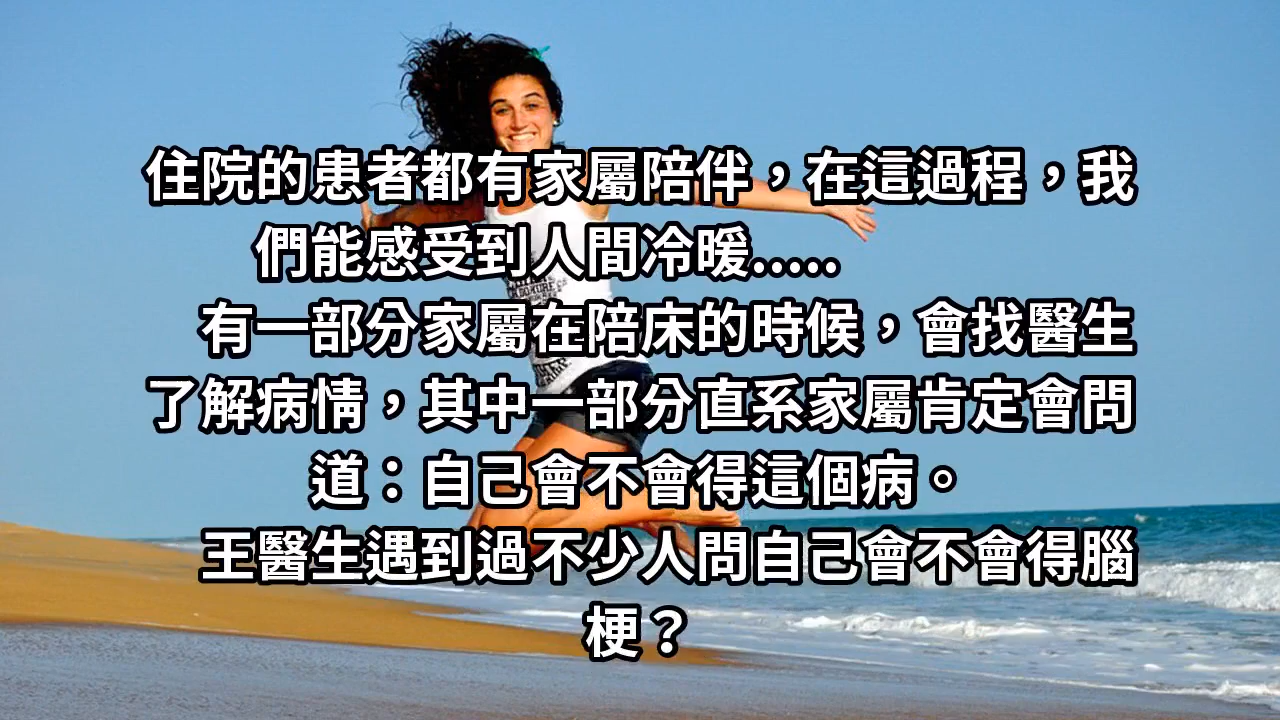 住院的患者都有家屬陪伴，在這過程，我
們能感受到人間冷暖.....
有一部分家屬在陪床的時候，會找醫生
了解病情，其中一部分直系家屬肯定會問
道：自己會不會得這個病。
王醫生遇到過不少人問自己會不會得腦
梗？